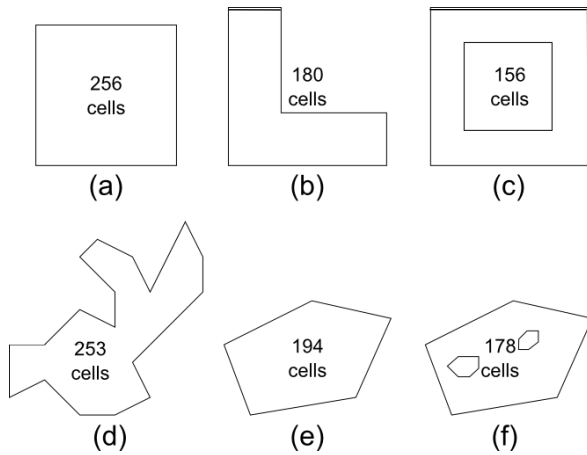 256
cells
180
cells
156
cells
(a)
(b)
(c)
253
cells
194
cells
178
cells
(d)
(e)
(f)